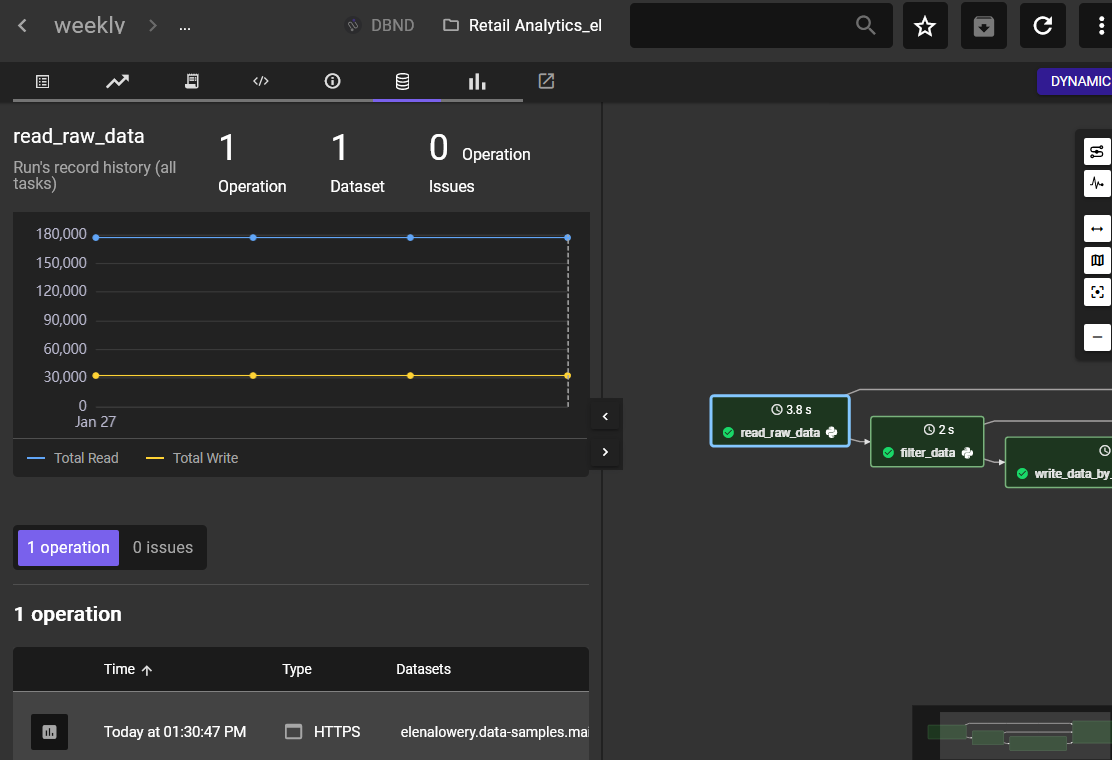 weekly
...
DBND
Retail Analytics_el
DYNAMIC
read_raw_data
Run's record history (all
tasks)
1
Operation
1
Dataset
0 Operation
Issues
180,000
150,000
120,000
90,000
60,000
30,000
0
Jan 27
Total Read
Total Write
1 operation
0 issues
1 operation
Time
Type
Datasets
Today at 01:30:47 PM
HTTPS
elenalowery.data-samples.mai
3.8 s
read_raw_data
2 s
filter_data
write_data_by_